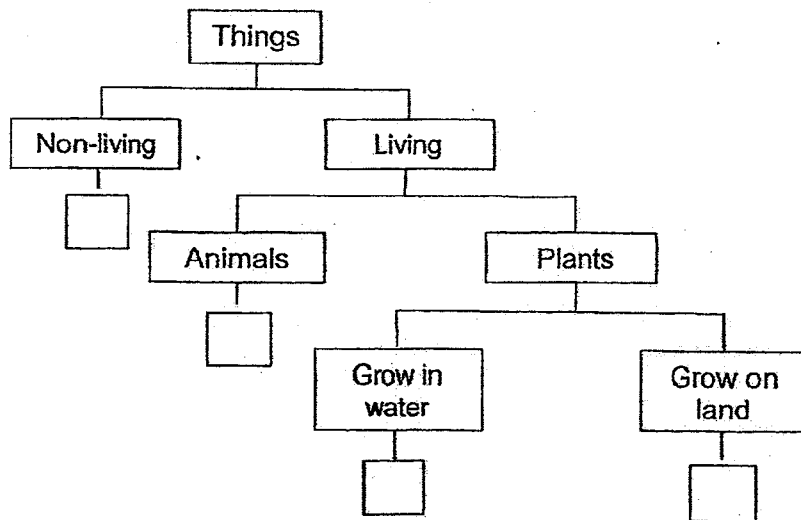 Things
Non-living
Living
Animals
Plants
Grow in
water
Grow on
land